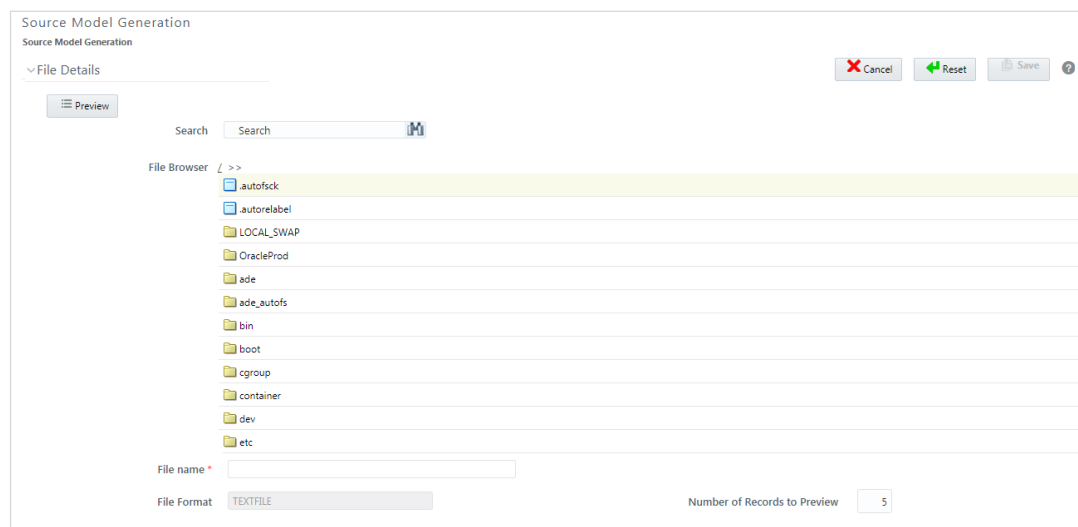 Source Model Generation
Source Model Generation
File Details
Cancel
Reset
Save
?
Preview
Search Search
File Browser / >>
.autofsck
.autorelabel
LOCAL_SWAP
OracleProd
ade
ade_autofs
bin
boot
cgroup
container
dev
etc
File name *
File Format TEXTFILE Number of Records to Preview 5